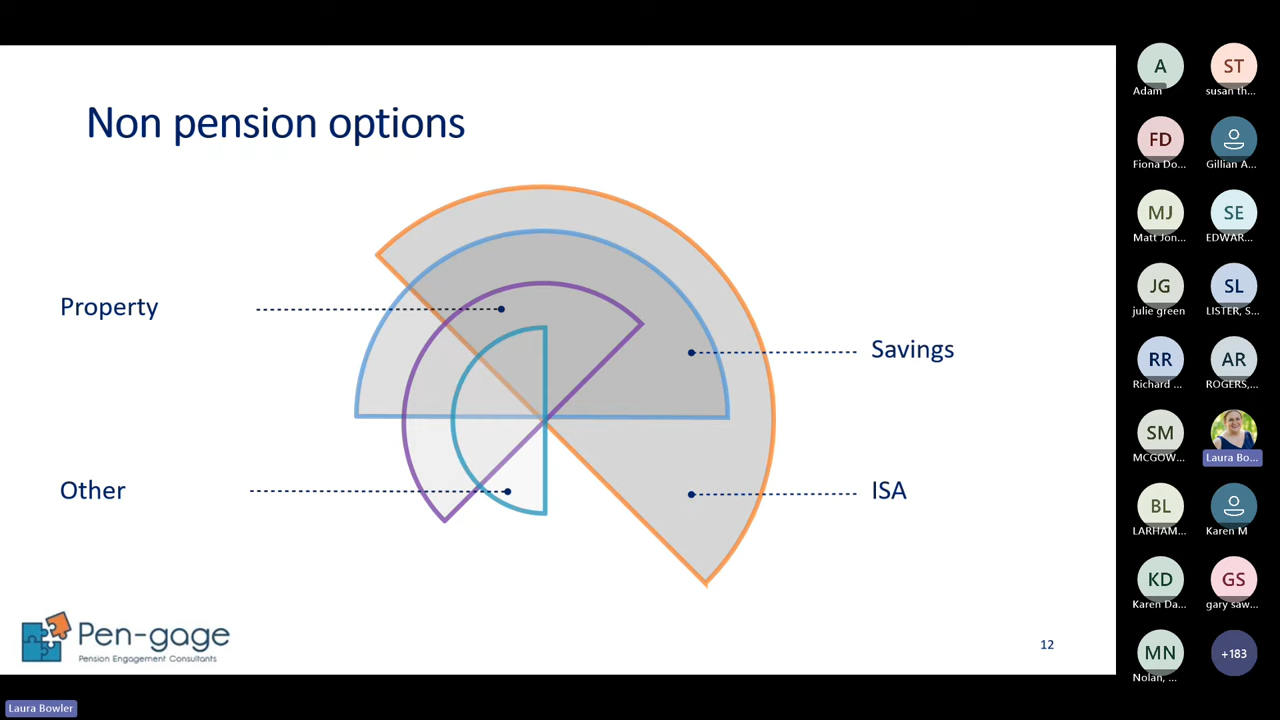 Non pension options
Property
Savings
Other
ISA
Pen-gage
Pension Engagement Consultants
12
A
Adam
ST
susan th...
FD
Fiona Do...
Gillian A...
MJ
Matt Jon...
SE
EDWAR...
JG
julie green
SL
LISTER, S...
RR
Richard ...
AR
ROGERS,...
SM
MCGOW...
Laura Bo...
BL
LARHAM...
Karen M
KD
Karen Da...
GS
gary saw...
MN
Nolan, ...
+183
Laura Bowler